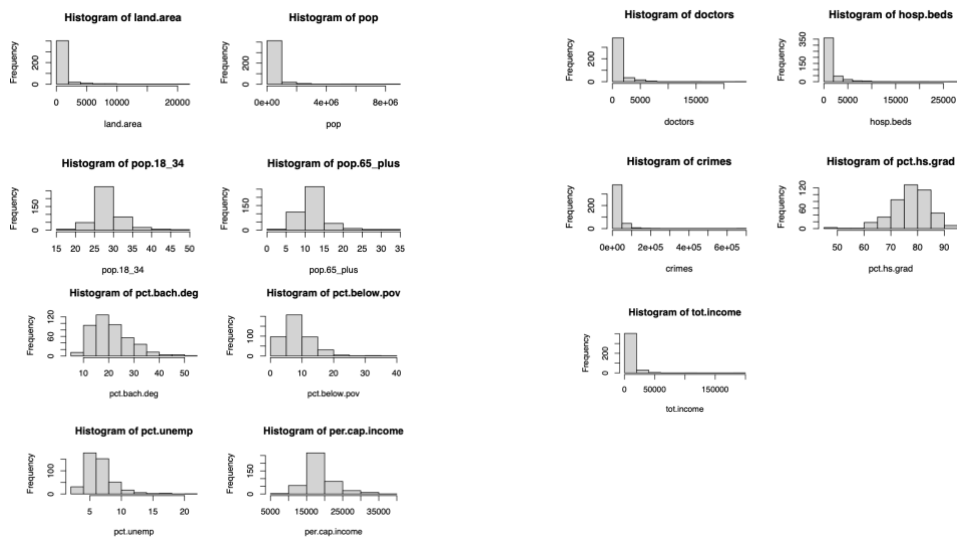 Histogram of land.area
Frequency
0 200
0 5000 10000 20000
land.area
Histogram of pop
Frequency
0 200
0e+00 4e+06 8e+06
pop
Histogram of doctors
Frequency
0 200
0 5000 15000
doctors
Histogram of hosp.beds
Frequency
0 150 350
0 5000 15000 25000
hosp.beds
Histogram of pop.18_34
Frequency
0 150
15 20 25 30 35 40 45 50
pop.18_34
Histogram of pop.65_plus
Frequency
0 150
0 5 10 15 20 25 30 35
pop.65_plus
Histogram of crimes
Frequency
0 200
0e+00 2e+05 4e+05 6e+05
crimes
Histogram of pct.hs.grad
Frequency
0 60 120
50 60 70 80 90
pct.hs.grad
Histogram of pct.bach.deg
Frequency
0 60 120
10 20 30 40 50
pct.bach.deg
Histogram of pct.below.pov
Frequency
0 100
0 10 20 30 40
pct.below.pov
Histogram of tot.income
Frequency
0 200
0 50000 150000
tot.income
Histogram of pct.unemp
Frequency
0 100
5 10 15 20
pct.unemp
Histogram of per.cap.income
Frequency
0 150
5000 15000 25000 35000
per.cap.income